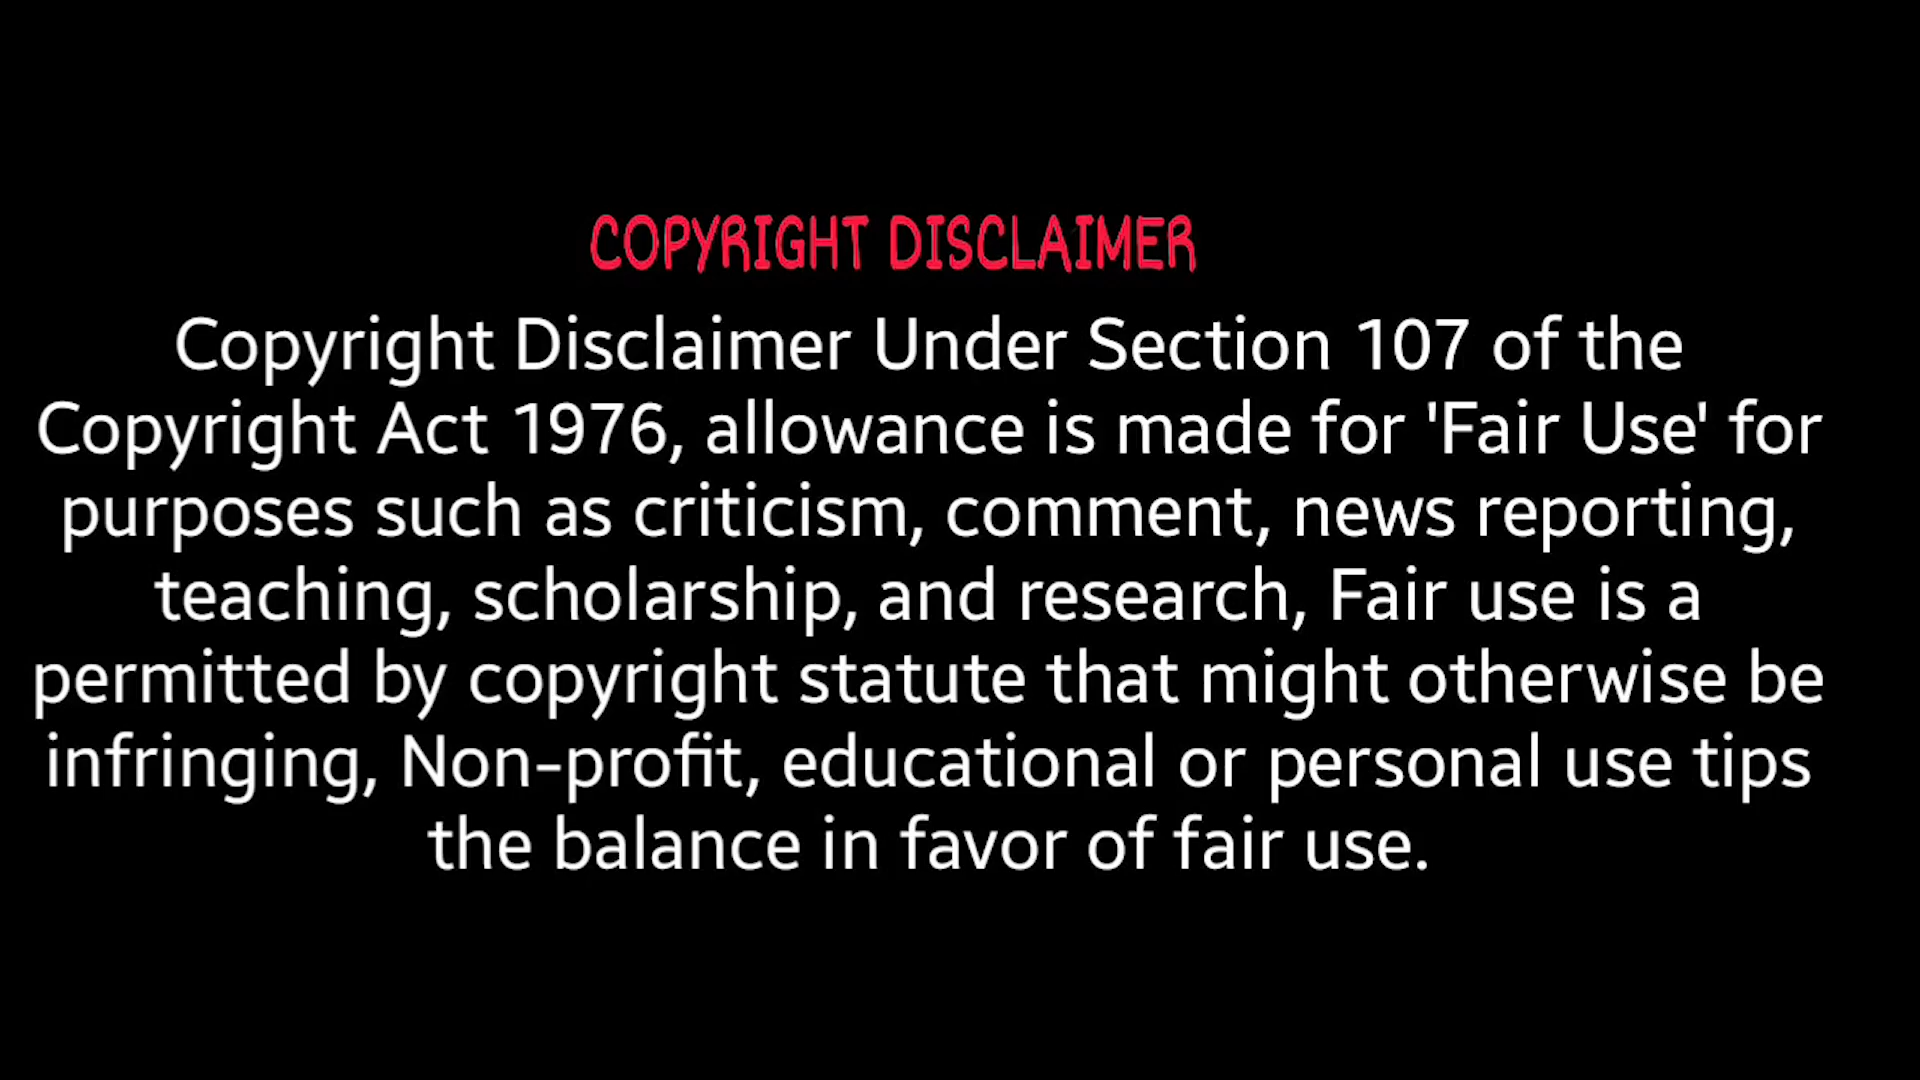 COPYRIGHT DISCLAIMER
Copyright Disclaimer Under Section 107 of the
Copyright Act 1976, allowance is made for 'Fair Use' for
purposes such as criticism, comment, news reporting,
teaching, scholarship, and research, Fair use is a
permitted by copyright statute that might otherwise be
infringing, Non-profit, educational or personal use tips
the balance in favor of fair use.